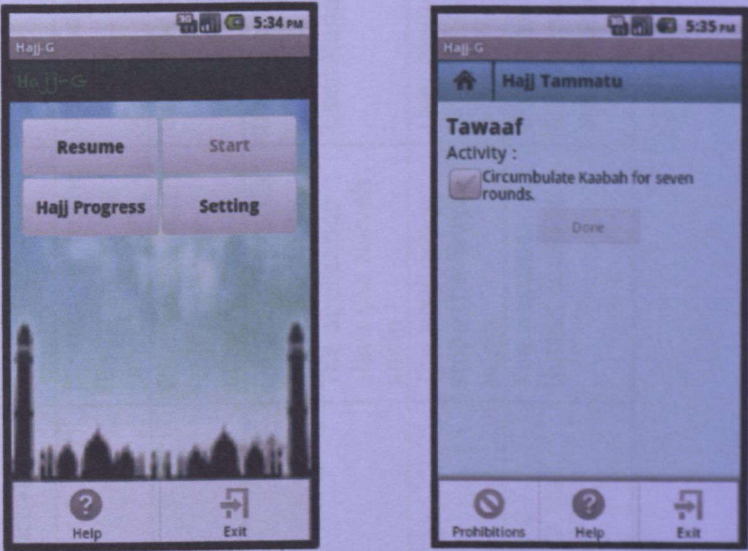 5:34 PM
Hajj-G
Hajj-G
Resume
Start
Hajj Progress
Setting
Help
Exit
5:35 PM
Hajj-G
Hajj Tammatu
Tawaaf
Activity :
Circumbulate Kaabah for seven
rounds.
Done
Prohibitions
Help
Exit